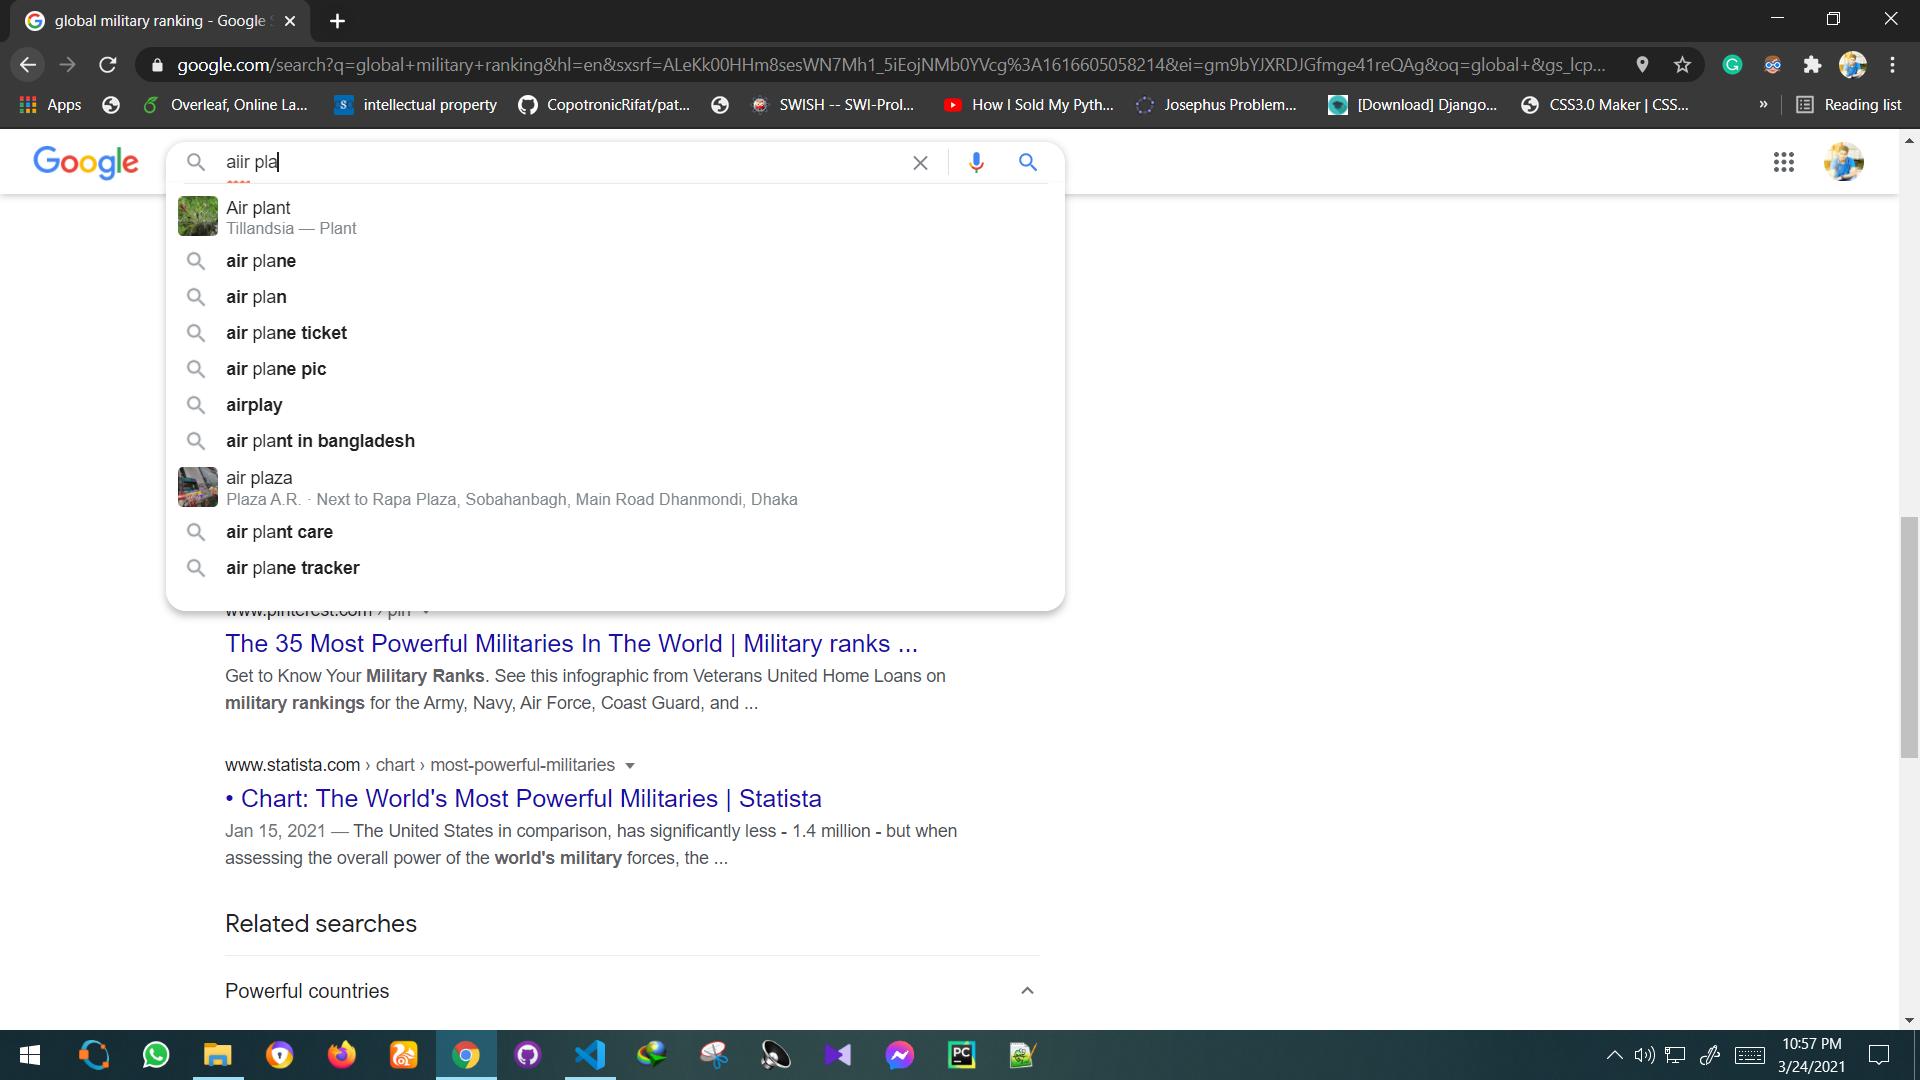 global military ranking - Google
google.com/search?q=global+military+ranking&hl=en&sxsrf=ALeKk00HHm8sesWN7Mh1_5iEojNMb0YVcg%3A1616605058214&ei=gm9bYJXRDJGfmge41reQAg&oq=global+&gs_lcp...
Apps
Overleaf, Online La...
intellectual property
CopotronicRifat/pat...
SWISH -- SWI-Prol...
How I Sold My Pyth...
Josephus Problem...
[Download] Django...
CSS3.0 Maker | CSS...
»
Reading list
Google
aiir pla
Air plant
Tillandsia — Plant
air plane
air plan
air plane ticket
air plane pic
airplay
air plant in bangladesh
air plaza
Plaza A.R. · Next to Rapa Plaza, Sobahanbagh, Main Road Dhanmondi, Dhaka
air plant care
air plane tracker
www.pinterest.com › pin
The 35 Most Powerful Militaries In The World | Military ranks ...
Get to Know Your Military Ranks. See this infographic from Veterans United Home Loans on
military rankings for the Army, Navy, Air Force, Coast Guard, and ...
www.statista.com › chart › most-powerful-militaries
• Chart: The World's Most Powerful Militaries | Statista
Jan 15, 2021 — The United States in comparison, has significantly less - 1.4 million - but when
assessing the overall power of the world's military forces, the ...
Related searches
Powerful countries
PC
10:57 PM
3/24/2021